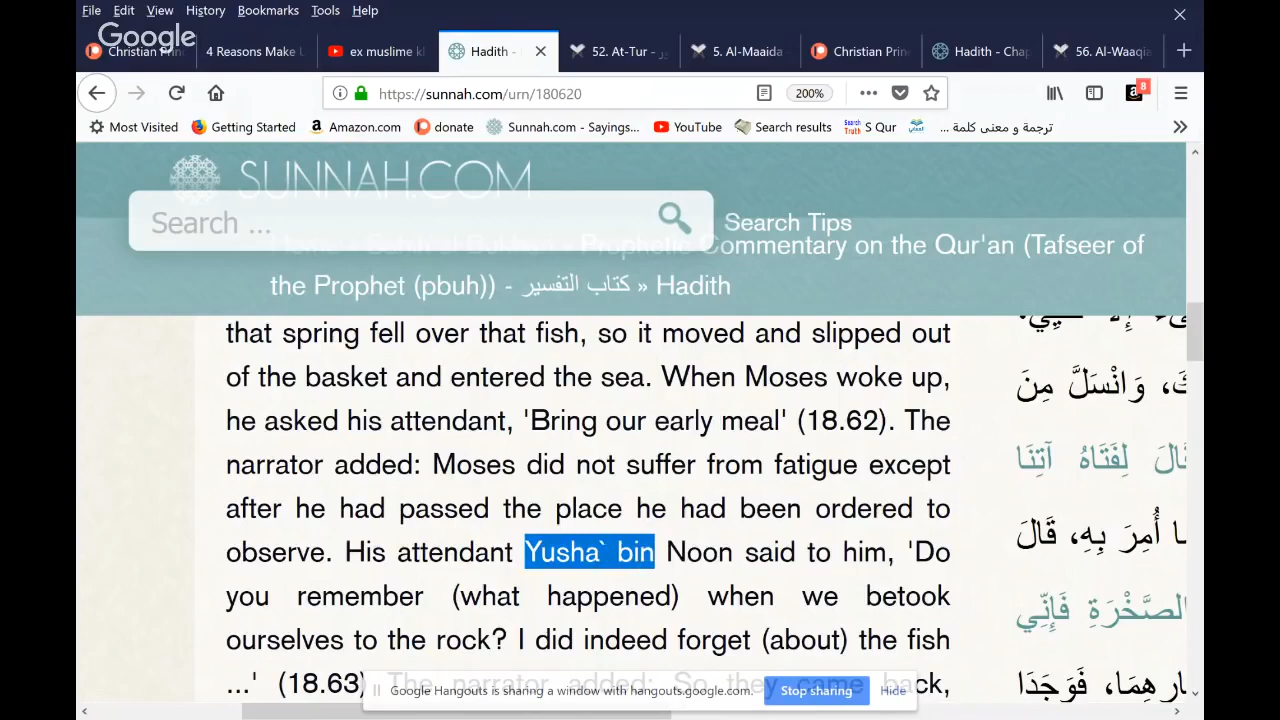 File Edit View History Bookmarks Tools Help
Google
Christian Prin
4 Reasons Make
ex muslime kl
Hadith -
52. At-Tur -
5. Al-Maaida -
Christian Prin
Hadith - Chap
56. Al-Waaqia
https://sunnah.com/urn/180620
200%
8
Most Visited Getting Started Amazon.com donate Sunnah.com - Sayings... YouTube Search results S Qur ترجمة و معنى كلمة ...
SUNNAH.COM
Search ...
Search Tips
Prophetic Commentary on the Qur'an (Tafseer of
the Prophet (pbuh)) - كتاب التفسير » Hadith
that spring fell over that fish, so it moved and slipped out
of the basket and entered the sea. When Moses woke up,
he asked his attendant, 'Bring our early meal' (18.62). The
narrator added: Moses did not suffer from fatigue except
after he had passed the place he had been ordered to
observe. His attendant Yusha` bin Noon said to him, 'Do
you remember (what happened) when we betook
ourselves to the rock? I did indeed forget (about) the fish
...' (18.63) The narrator added: So they came back,
كَ، وَانْسَلَّ مِنَ
قَالَ لِفَتَاهُ آتِنَا
مَا أُمِرَ بِهِ، قَالَ
الصَّخْرَةِ فَإِنِّي
فَوَجَدَا
Google Hangouts is sharing a window with hangouts.google.com.
Stop sharing
Hide